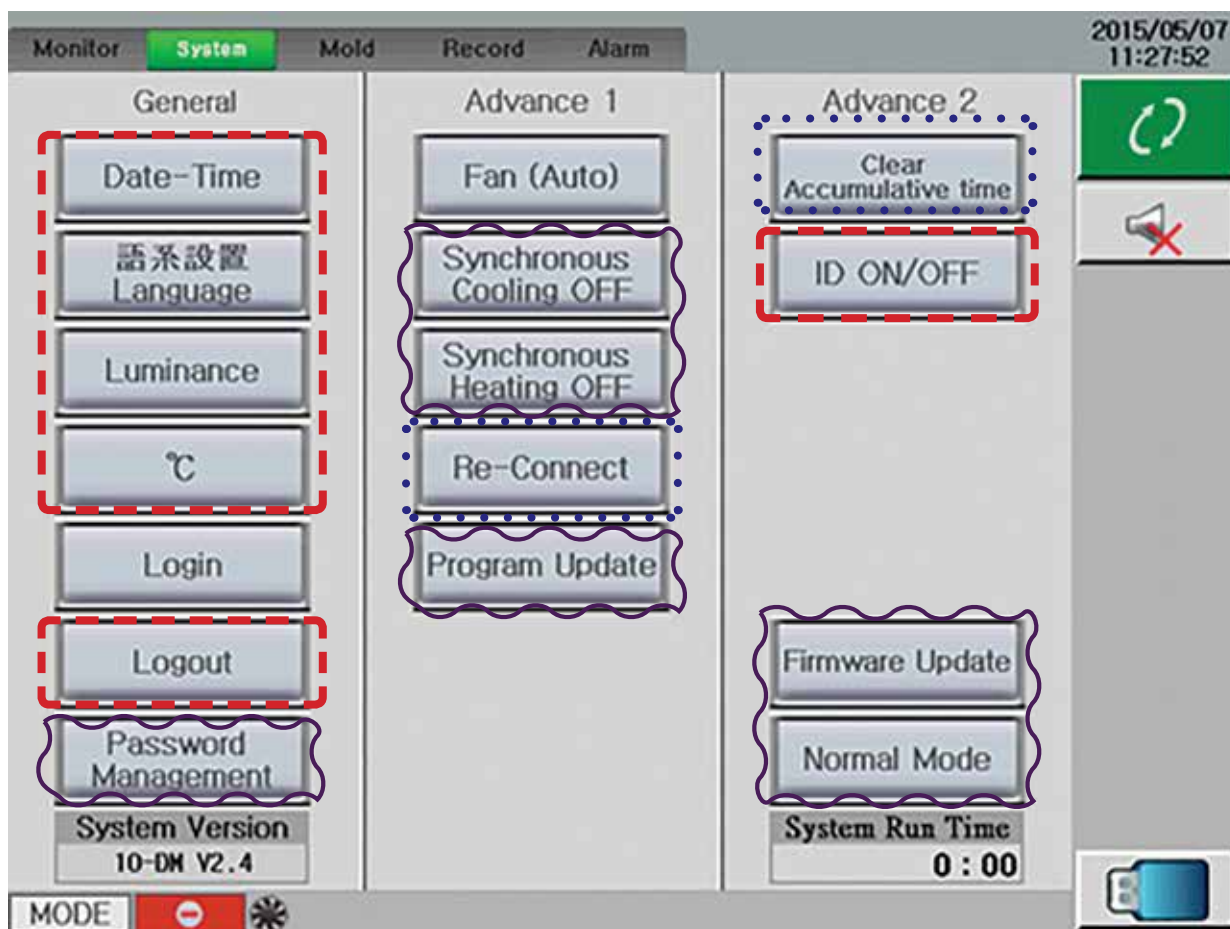 Monitor System Mold Record Alarm
2015/05/07
11:27:52
General
Date-Time
語系設置
Language
Luminance
℃
Login
Logout
Password
Management
System Version
10-DM V2.4
Advance 1
Fan (Auto)
Synchronous
Cooling OFF
Synchronous
Heating OFF
Re-Connect
Program Update
Advance 2
Clear
Accumulative time
ID ON/OFF
Firmware Update
Normal Mode
System Run Time
0 : 00
MODE